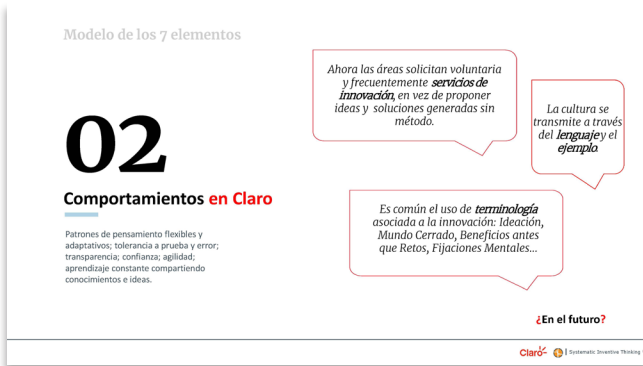 Modelo de los 7 elementos
02
Comportamientos en Claro
Patrones de pensamiento flexibles y
adaptativos; tolerancia a prueba y error;
transparencia; confianza; agilidad;
aprendizaje constante compartiendo
conocimientos e ideas.
Ahora las áreas solicitan voluntaria
y frecuentemente servicios de
innovación, en vez de proponer
ideas y soluciones generadas sin
método.
La cultura se
transmite a través
del lenguaje y el
ejemplo.
Es común el uso de terminología
asociada a la innovación: Ideación,
Mundo Cerrado, Beneficios antes
que Retos, Fijaciones Mentales...
¿En el futuro?
Claro
Systematic Inventive Thinking